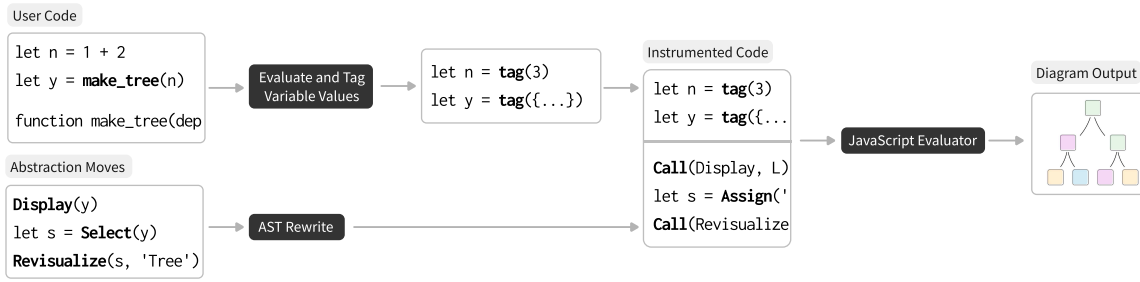 User Code
let n = 1 + 2
let y = make_tree(n)
function make_tree(dep
Evaluate and Tag
Variable Values
let n = tag(3)
let y = tag({...})
Instrumented Code
let n = tag(3)
let y = tag({...
Call(Display, L)
let s = Assign('
Call(Revisualize
JavaScript Evaluator
Diagram Output
Abstraction Moves
Display(y)
let s = Select(y)
Revisualize(s, 'Tree')
AST Rewrite